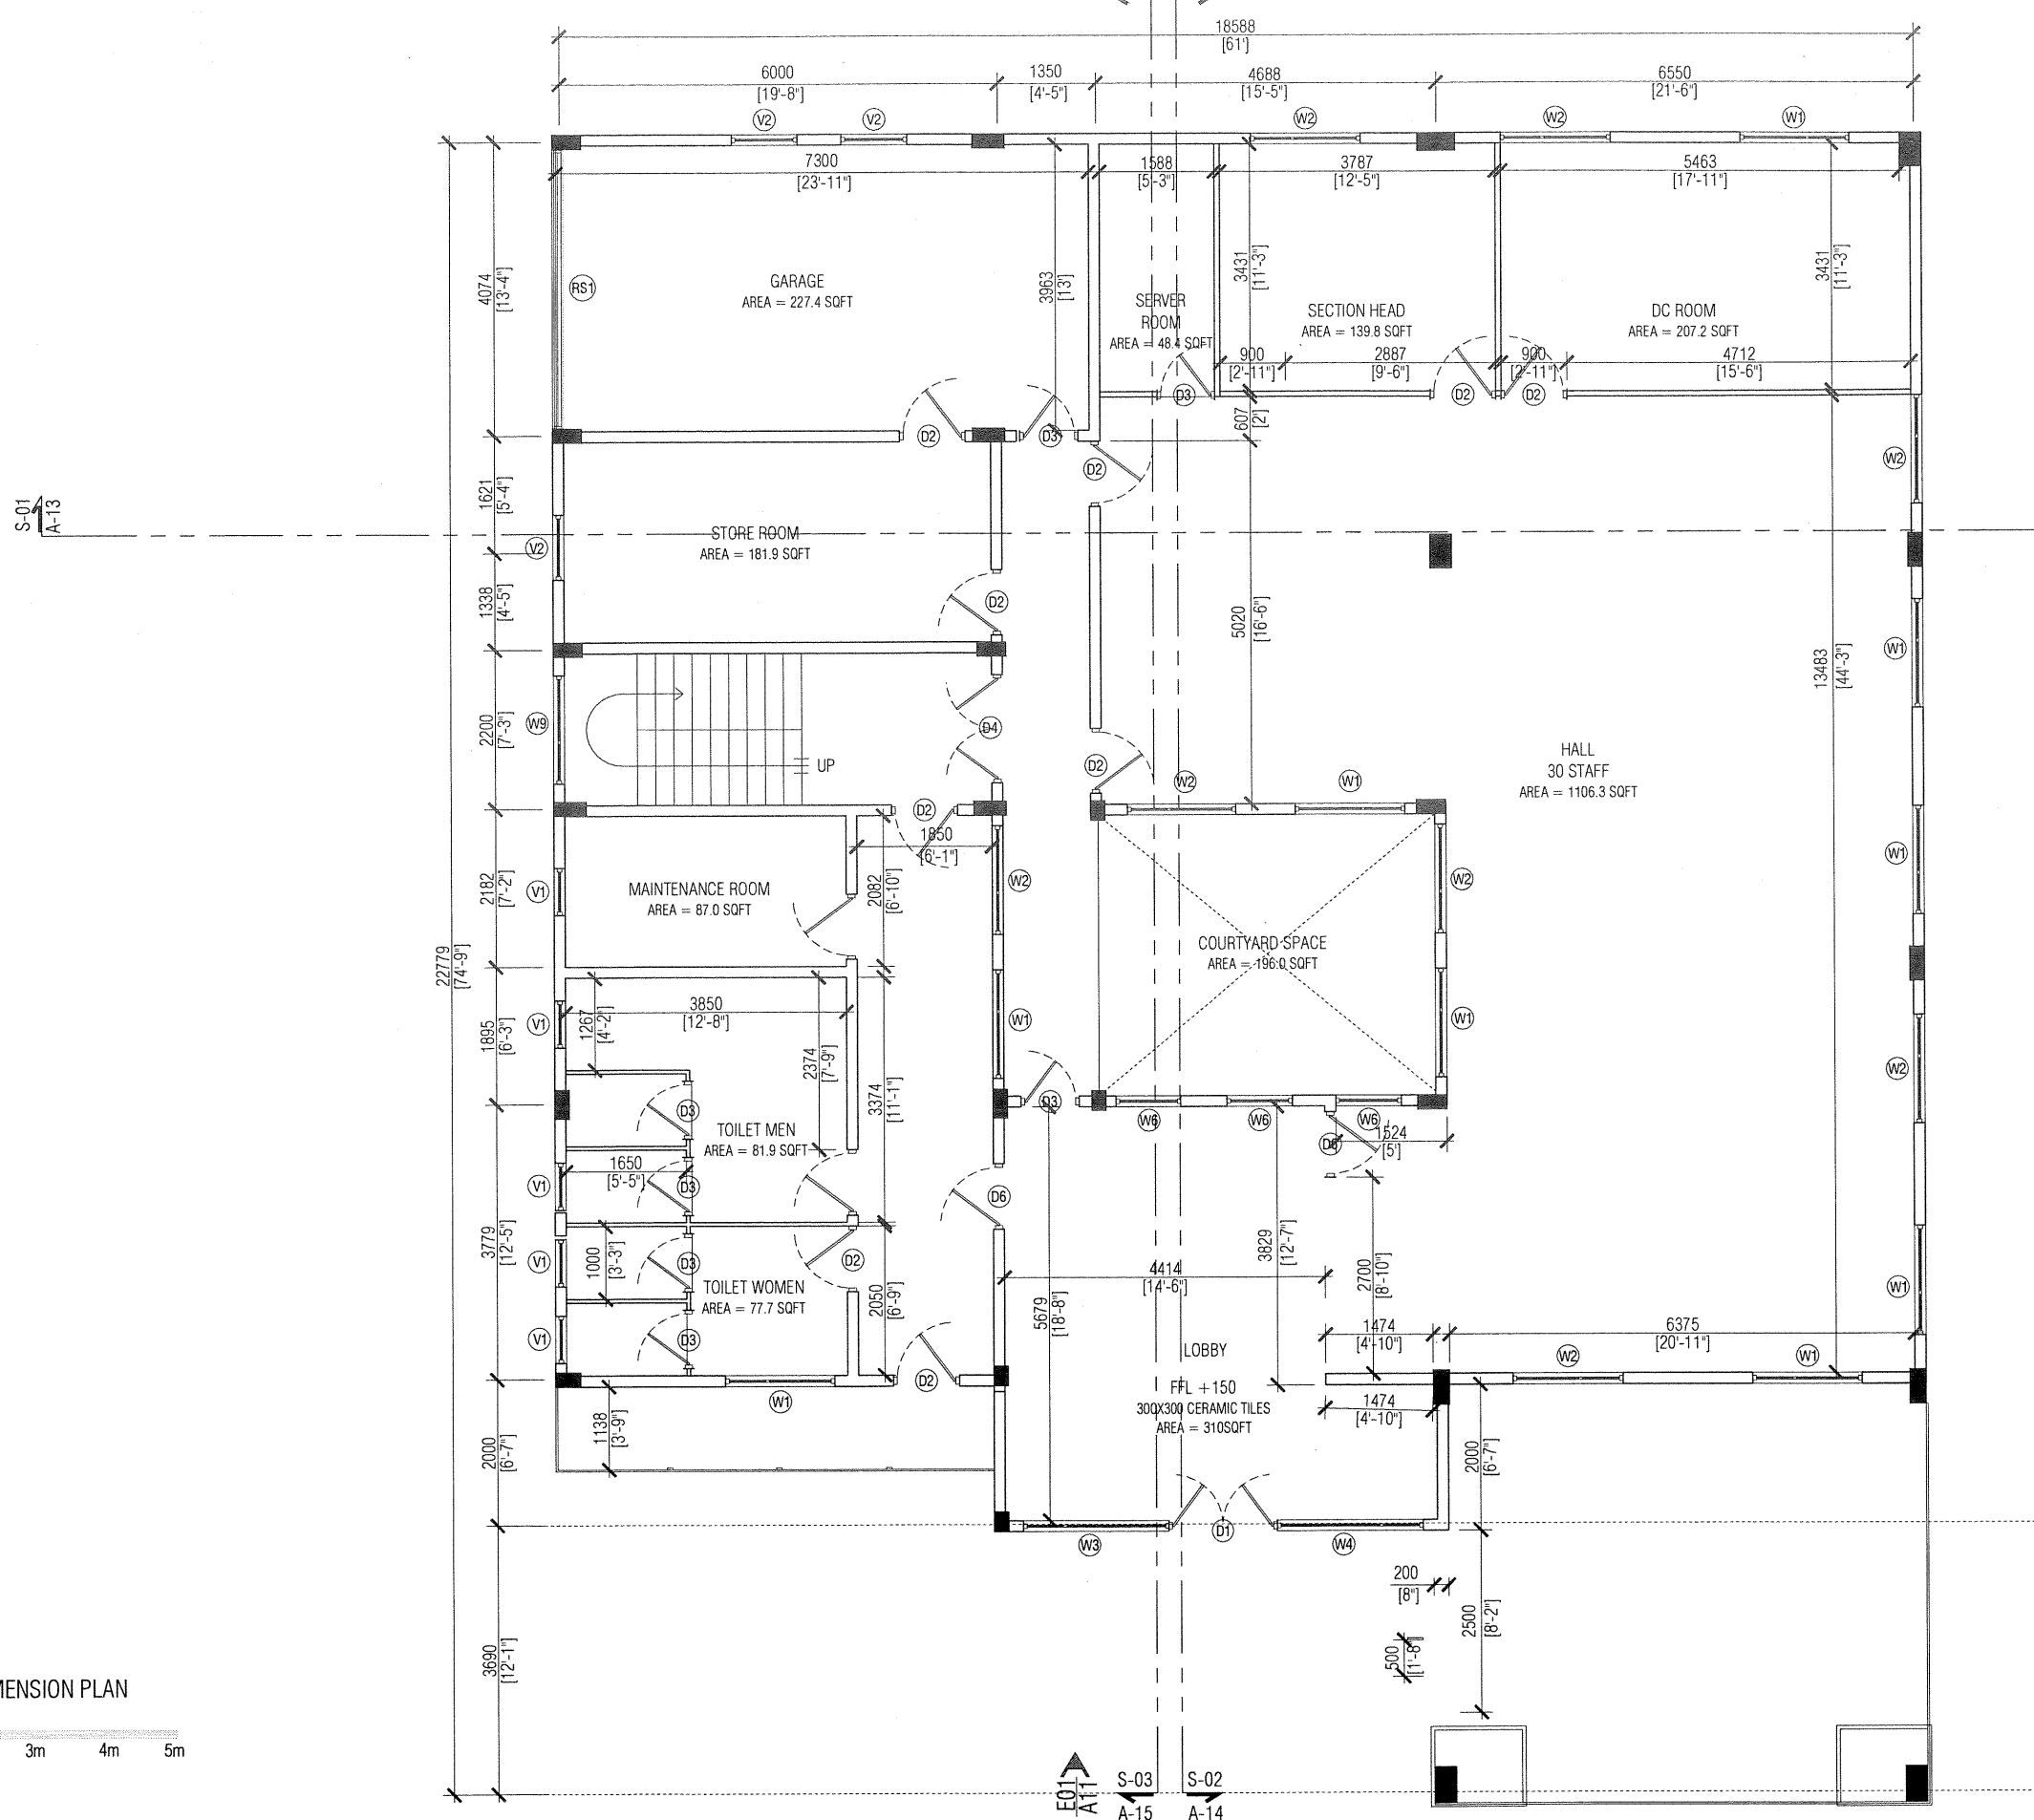 18588
[61']
6000
[19'-8"]
1350
[4'-5"]
4688
[15'-5"]
6550
[21'-6"]
V2
V2
W2
W2
W1
7300
[23'-11"]
1588
[5'-3"]
3787
[12'-5"]
5463
[17'-11"]
4074
[13'-4"]
RS1
GARAGE
AREA = 227.4 SQFT
3963
[13']
SERVER
ROOM
AREA = 48.4 SQFT
3431
[11'-3"]
SECTION HEAD
AREA = 139.8 SQFT
DC ROOM
AREA = 207.2 SQFT
3431
[11'-3"]
900
[2'-11"]
2887
[9'-6"]
900
[2'-11"]
4712
[15'-6"]
D3
D2
D2
607
[2']
D2
D3
D2
W2
S-01
A-13
1621
[5'-4"]
V2
STORE ROOM
AREA = 181.9 SQFT
1338
[4'-5"]
D2
5020
[16'-6"]
W1
13483
[44'-3"]
2200
[7'-3"]
W9
UP
D4
D2
HALL
30 STAFF
AREA = 1106.3 SQFT
W2
W1
D2
1850
[6'-1"]
2182
[7'-2"]
V1
MAINTENANCE ROOM
AREA = 87.0 SQFT
2082
[6'-10"]
W2
W2
W1
COURTYARD SPACE
AREA = 196.0 SQFT
22779
[74'-9"]
1895
[6'-3"]
V1
1267
[4'-2"]
3850
[12'-8"]
2374
[7'-9"]
3374
[11'-1"]
W1
W1
W2
D3
D3
W6
W6
W6
D6
1524
[5']
TOILET MEN
AREA = 81.9 SQFT
1650
[5'-5"]
V1
D3
D6
3779
[12'-5"]
V1
1000
[3'-3"]
D3
D2
TOILET WOMEN
AREA = 77.7 SQFT
2050
[6'-9"]
V1
D3
3829
[12'-7"]
2700
[8'-10"]
4414
[14'-6"]
5679
[18'-8"]
W1
1474
[4'-10"]
6375
[20'-11"]
LOBBY
FFL +150
300X300 CERAMIC TILES
AREA = 310SQFT
W2
W1
1474
[4'-10"]
D2
W1
1138
[3'-9"]
2000
[6'-7"]
2000
[6'-7"]
W3
D1
W4
200
[8"]
2500
[8'-2"]
500
[1'-8"]
3690
[12'-1"]
MENSION PLAN
3m
4m
5m
E01
A11
S-03
A-15
S-02
A-14